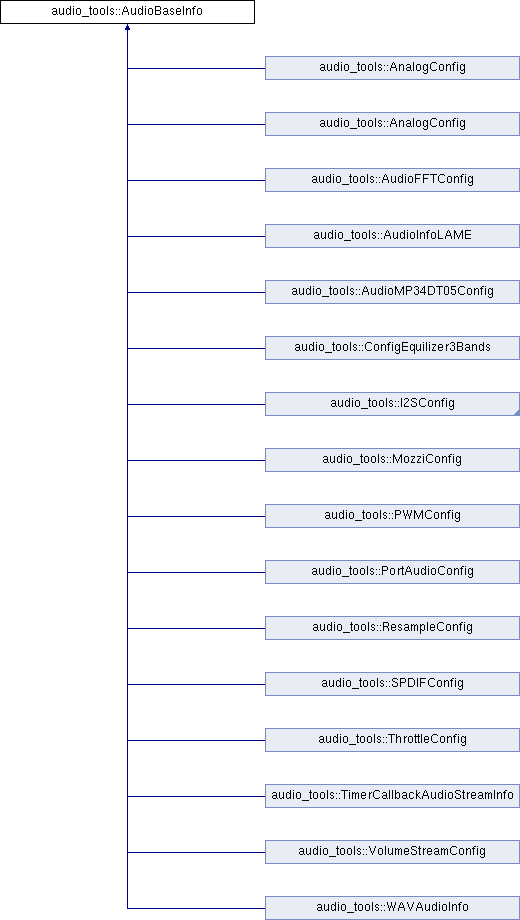 audio_tools::AudioBaseInfo
audio_tools::AnalogConfig
audio_tools::AnalogConfig
audio_tools::AudioFFTConfig
audio_tools::AudioInfoLAME
audio_tools::AudioMP34DT05Config
audio_tools::ConfigEquilizer3Bands
audio_tools::I2SConfig
audio_tools::MozziConfig
audio_tools::PWMConfig
audio_tools::PortAudioConfig
audio_tools::ResampleConfig
audio_tools::SPDIFConfig
audio_tools::ThrottleConfig
audio_tools::TimerCallbackAudioStreamInfo
audio_tools::VolumeStreamConfig
audio_tools::WAVAudioInfo